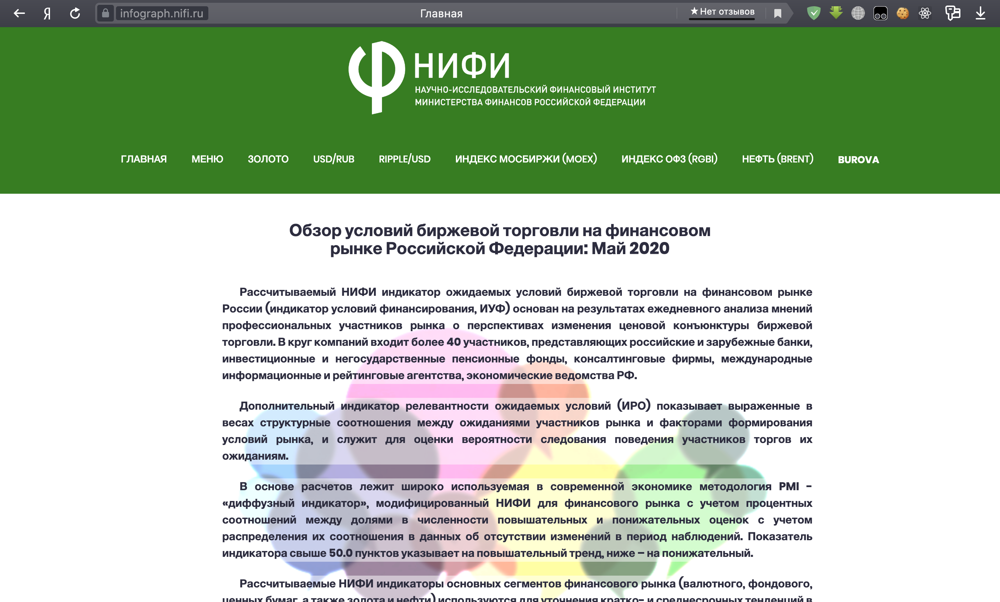 Я
infograph.nifi.ru
Главная
★ Нет отзывов
НИФИ
НАУЧНО-ИССЛЕДОВАТЕЛЬСКИЙ ФИНАНСОВЫЙ ИНСТИТУТ
МИНИСТЕРСТВА ФИНАНСОВ РОССИЙСКОЙ ФЕДЕРАЦИИ
ГЛАВНАЯ МЕНЮ ЗОЛОТО USD/RUB RIPPLE/USD ИНДЕКС МОСБИРЖИ (MOEX) ИНДЕКС ОФЗ (RGBI) НЕФТЬ (BRENT) BUROVA
Обзор условий биржевой торговли на финансовом
рынке Российской Федерации: Май 2020
Рассчитываемый НИФИ индикатор ожидаемых условий биржевой торговли на финансовом рынке
России (индикатор условий финансирования, ИУФ) основан на результатах ежедневного анализа мнений
профессиональных участников рынка о перспективах изменения ценовой конъюнктуры биржевой
торговли. В круг компаний входит более 40 участников, представляющих российские и зарубежные банки,
инвестиционные и негосударственные пенсионные фонды, консалтинговые фирмы, международные
информационные и рейтинговые агентства, экономические ведомства РФ.
Дополнительный индикатор релевантности ожидаемых условий (ИРО) показывает выраженные в
весах структурные соотношения между ожиданиями участников рынка и факторами формирования
условий рынка, и служит для оценки вероятности следования поведения участников торгов их
ожиданиям.
В основе расчетов лежит широко используемая в современной экономике методология PMI -
«диффузный индикатор», модифицированный НИФИ для финансового рынка с учетом процентных
соотношений между долями в численности повышательных и понижательных оценок с учетом
распределения их соотношения в данных об отсутствии изменений в период наблюдений. Показатель
индикатора свыше 50.0 пунктов указывает на повышательный тренд, ниже – на понижательный.
Рассчитываемые НИФИ индикаторы основных сегментов финансового рынка (валютного, фондового,
ценных бумаг, а также золота и нефти) используются для уточнения кратко- и среднесрочных тенденций в